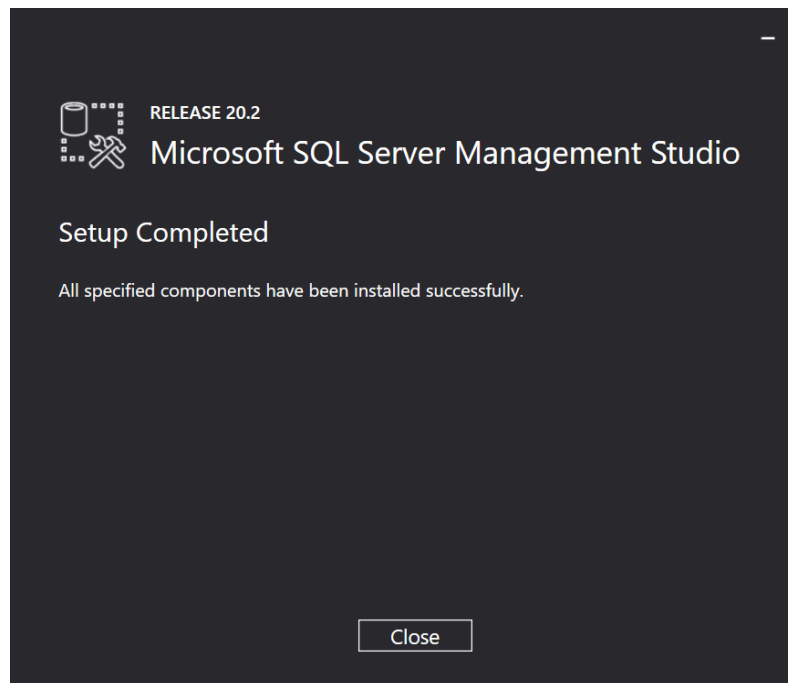 RELEASE 20.2
Microsoft SQL Server Management Studio
Setup Completed
All specified components have been installed successfully.
Close